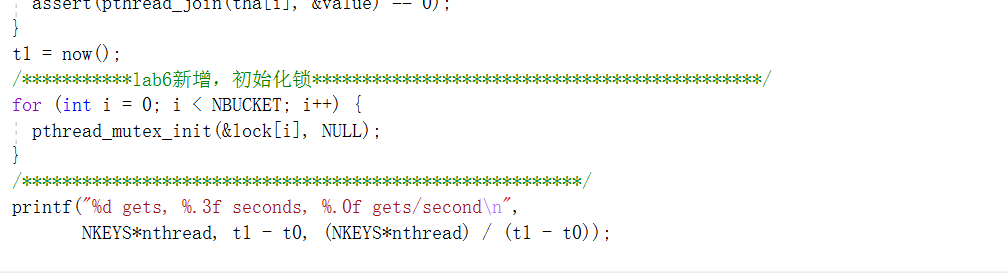 assert(pthread_join(tha[i], &value) == 0);
}
t1 = now();
/***********lab6新增，初始化锁*********************************************/
for (int i = 0; i < NBUCKET; i++) {
pthread_mutex_init(&lock[i], NULL);
}
/********************************************************/
printf("%d gets, %.3f seconds, %.0f gets/second\n",
NKEYS*nthread, t1 - t0, (NKEYS*nthread) / (t1 - t0));